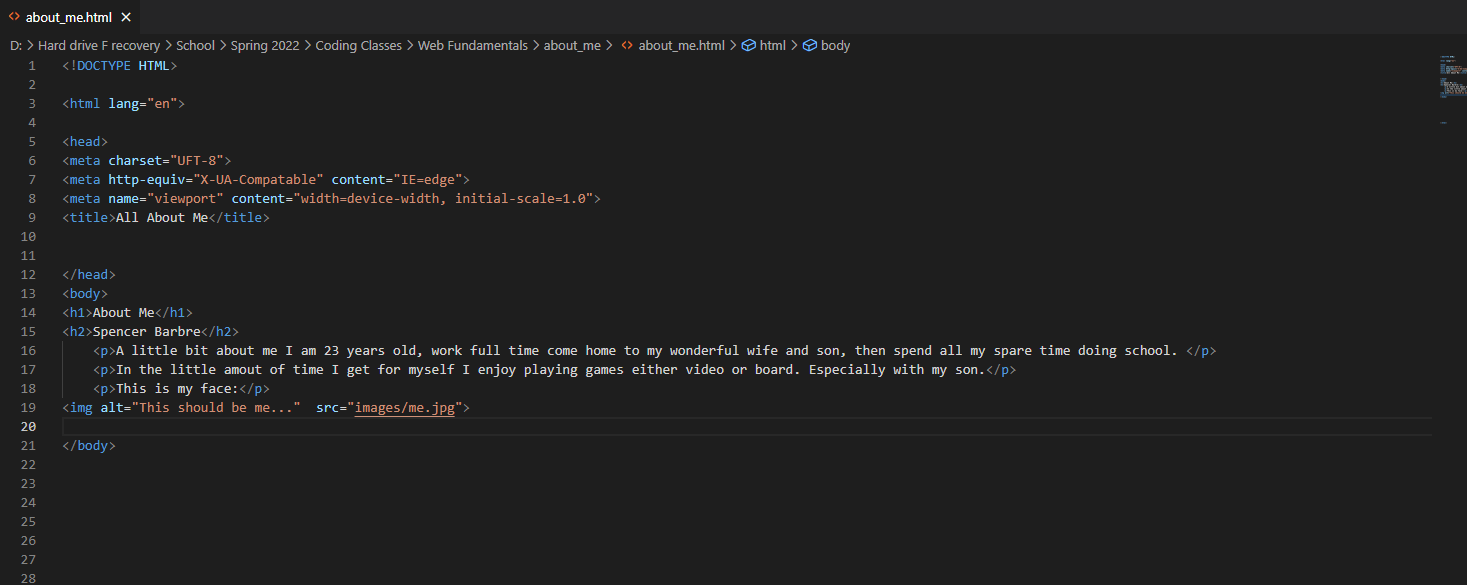 about_me.html
D: > Hard drive F recovery > School > Spring 2022 > Coding Classes > Web Fundamentals > about_me > about_me.html > html > body
1 <!DOCTYPE HTML>
2
3 <html lang="en">
4
5 <head>
6 <meta charset="UFT-8">
7 <meta http-equiv="X-UA-Compatable" content="IE=edge">
8 <meta name="viewport" content="width=device-width, initial-scale=1.0">
9 <title>All About Me</title>
10
11
12 </head>
13 <body>
14 <h1>About Me</h1>
15 <h2>Spencer Barbre</h2>
16     <p>A little bit about me I am 23 years old, work full time come home to my wonderful wife and son, then spend all my spare time doing school. </p>
17     <p>In the little amout of time I get for myself I enjoy playing games either video or board. Especially with my son.</p>
18     <p>This is my face:</p>
19 <img alt="This should be me..."  src="images/me.jpg">
20
21 </body>
22
23
24
25
26
27
28